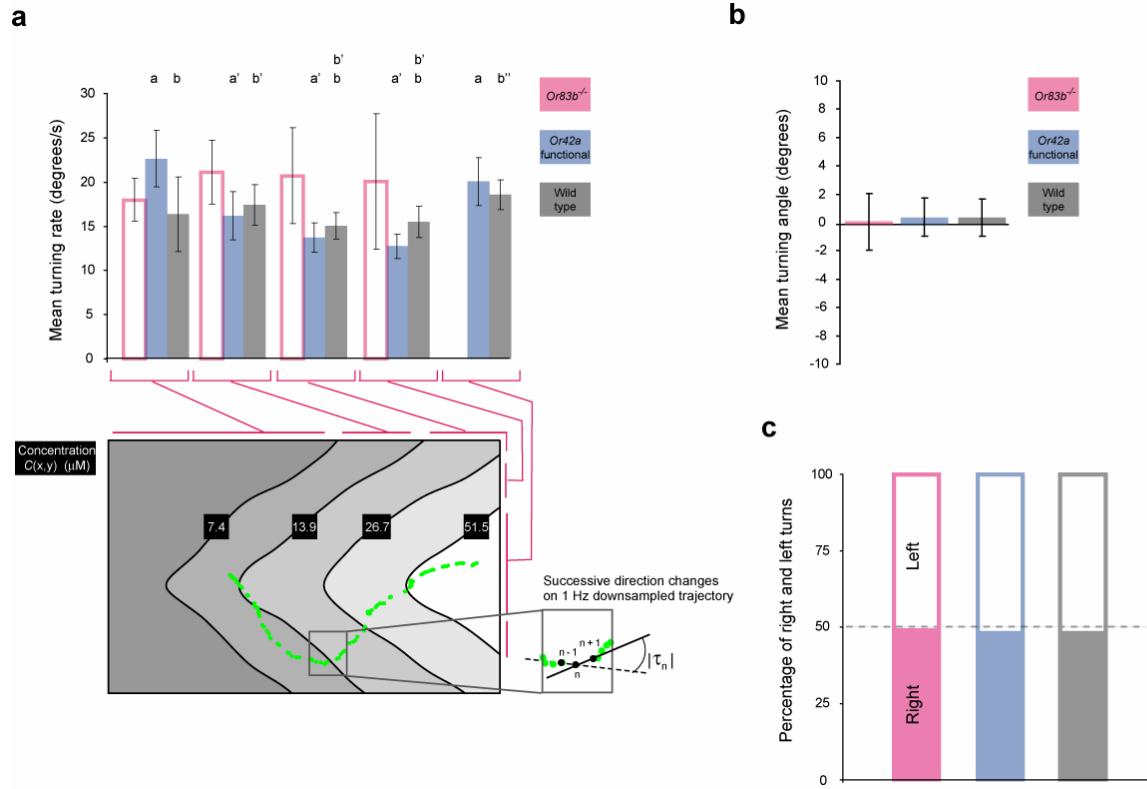 a
b'
b'
a
b
a'
b'
a'
b
a'
b
a
b''
30
25
20
15
10
5
0
Mean turning rate (degrees/s)
Or83b-/-
Or42a
functional
Wild
type
Concentration
C(x,y) (μM)
7.4
13.9
26.7
51.5
Successive direction changes
on 1 Hz downsampled trajectory
n - 1
n
n + 1
|τn|
b
10
8
6
4
2
0
-2
-4
-6
-8
-10
Mean turning angle (degrees)
Or83b-/-
Or42a
functional
Wild
type
c
100
75
50
25
0
Percentage of right and left turns
Left
Right